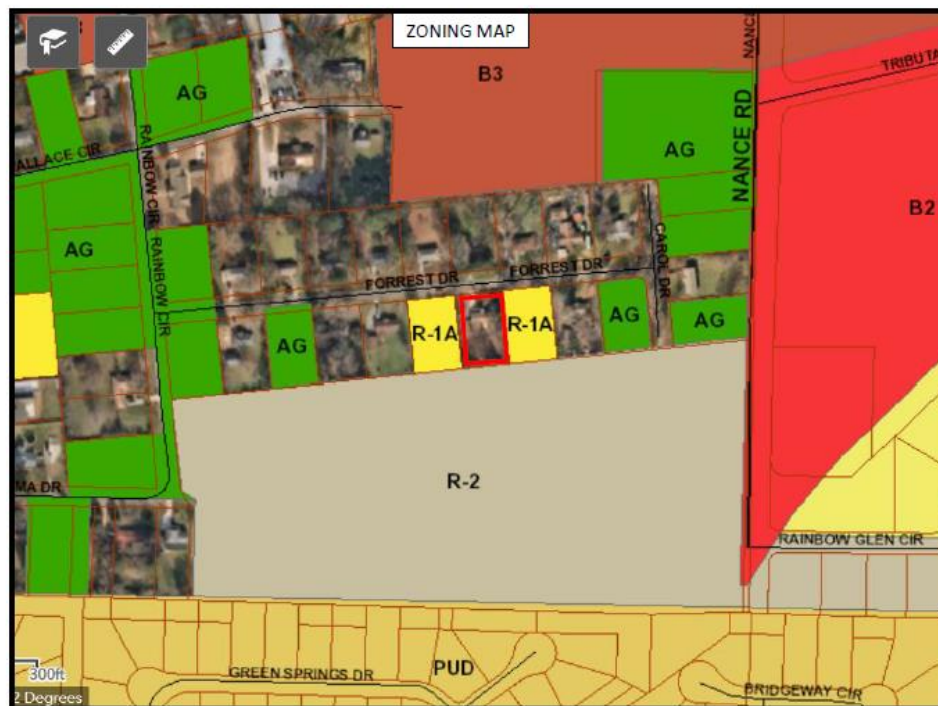 ZONING MAP
NANCE
B3
TRIBUTA
AG
AG
NANCE RD
ALLACE CIR
RAINBOW CIR
B2
AG
RAINBOW CIR
CAROL DR
FORREST DR
FORREST DR
R-1A
R-1A
AG
AG
AG
R-2
MA DR
RAINBOW GLEN CIR
PUD
300ft
GREEN SPRINGS DR
BRIDGEWAY CIR
2 Degrees